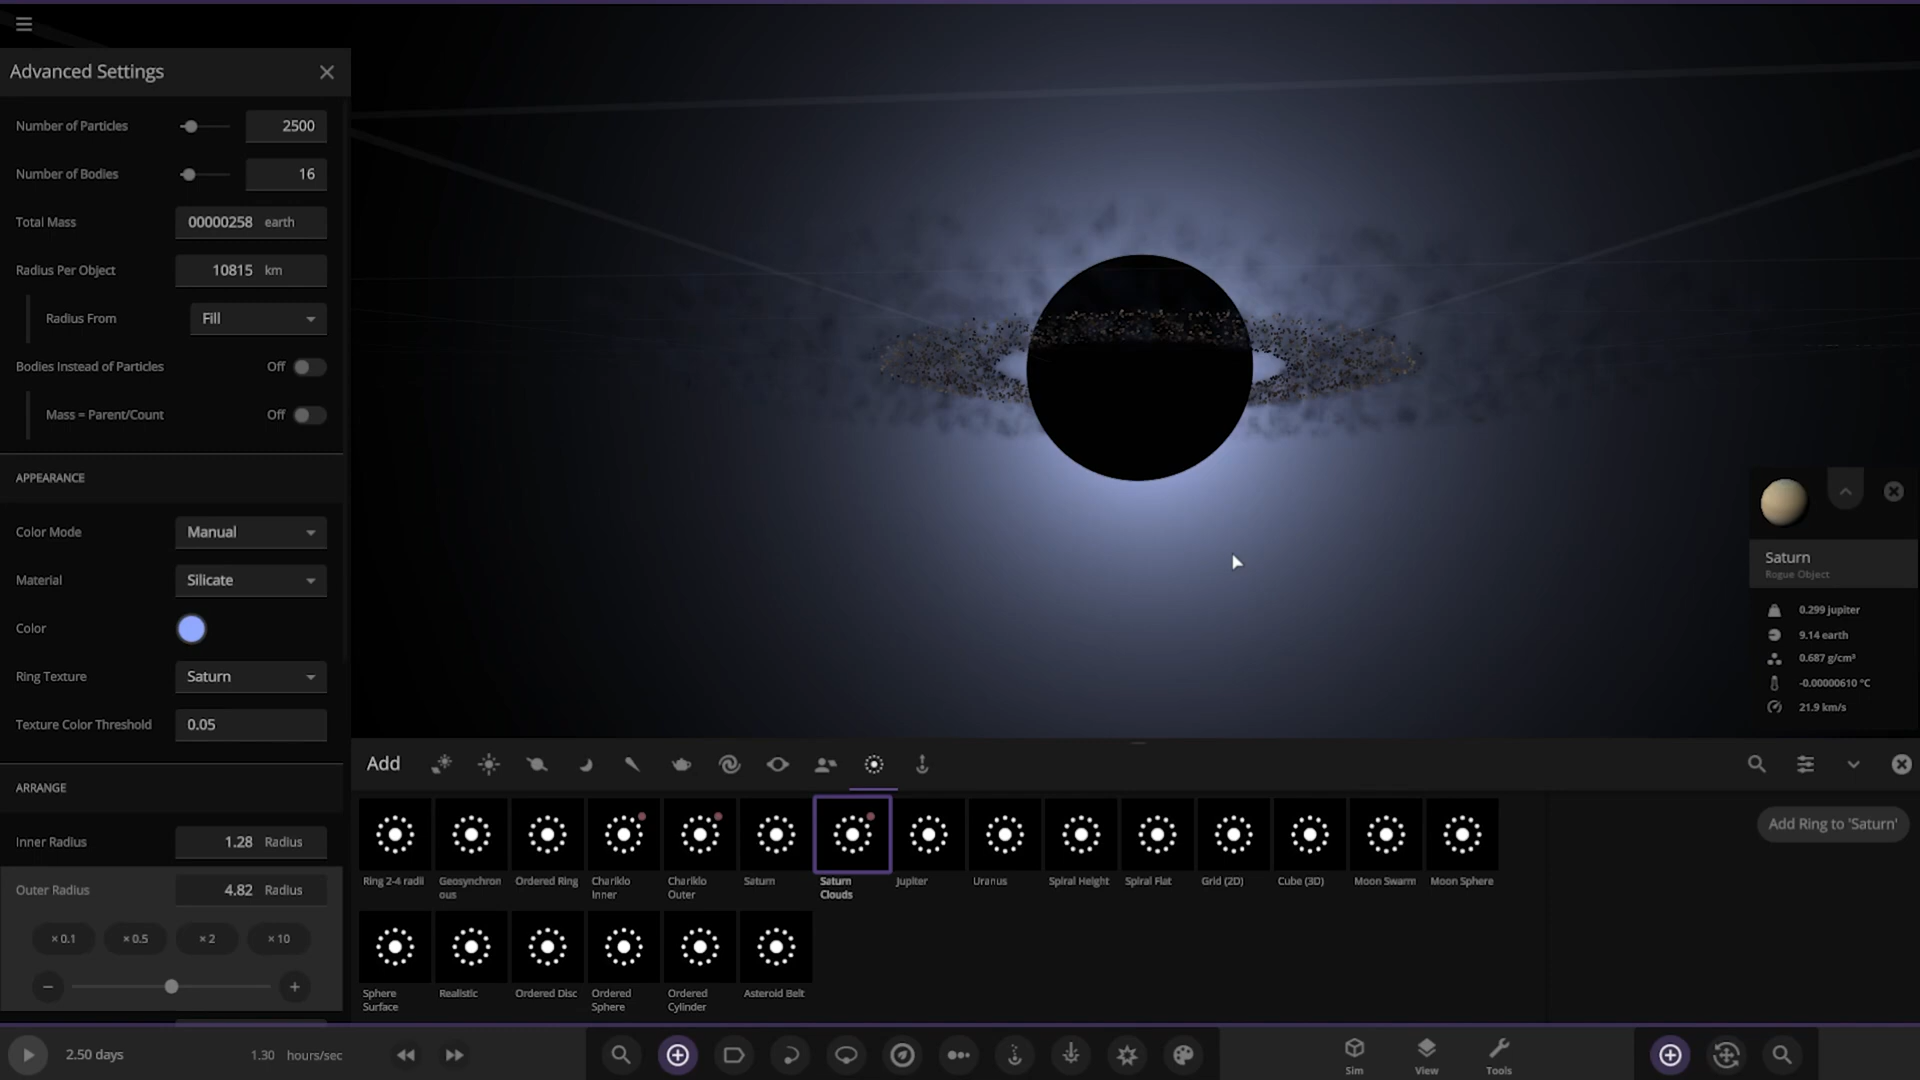 Advanced Settings
Number of Particles 2500
Number of Bodies 16
Total Mass 00000258 earth
Radius Per Object 10815 km
Radius From Fill
Bodies Instead of Particles Off
Mass = Parent/Count Off
APPEARANCE
Color Mode Manual
Material Silicate
Color
Ring Texture Saturn
Texture Color Threshold 0.05
ARRANGE
Inner Radius 1.28 Radius
Outer Radius 4.82 Radius
× 0.1 × 0.5 × 2 × 10
Saturn
Rogue Object
0.299 jupiter
9.14 earth
0.687 g/cm³
-0.00000610 °C
21.9 km/s
Add
Add Ring to 'Saturn'
Ring 2-4 radii
Geosynchron
ous
Ordered Ring
Chariklo
Inner
Chariklo
Outer
Saturn
Saturn
Clouds
Jupiter
Uranus
Spiral Height
Spiral Flat
Grid (2D)
Cube (3D)
Moon Swarm
Moon Sphere
Sphere
Surface
Realistic
Ordered Disc
Ordered
Sphere
Ordered
Cylinder
Asteroid Belt
2.50 days
1.30 hours/sec
Sim
View
Tools